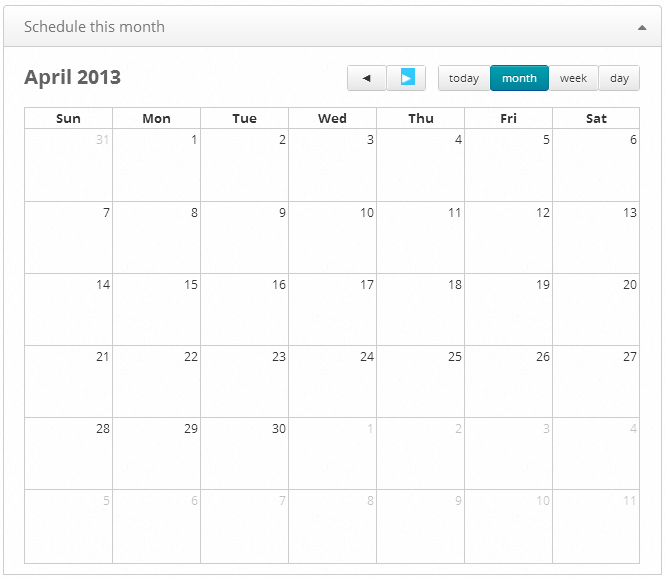 Schedule this month
April 2013 ◄ ► today month week day
Sun Mon Tue Wed Thu Fri Sat
31 1 2 3 4 5 6
7 8 9 10 11 12 13
14 15 16 17 18 19 20
21 22 23 24 25 26 27
28 29 30 1 2 3 4
5 6 7 8 9 10 11